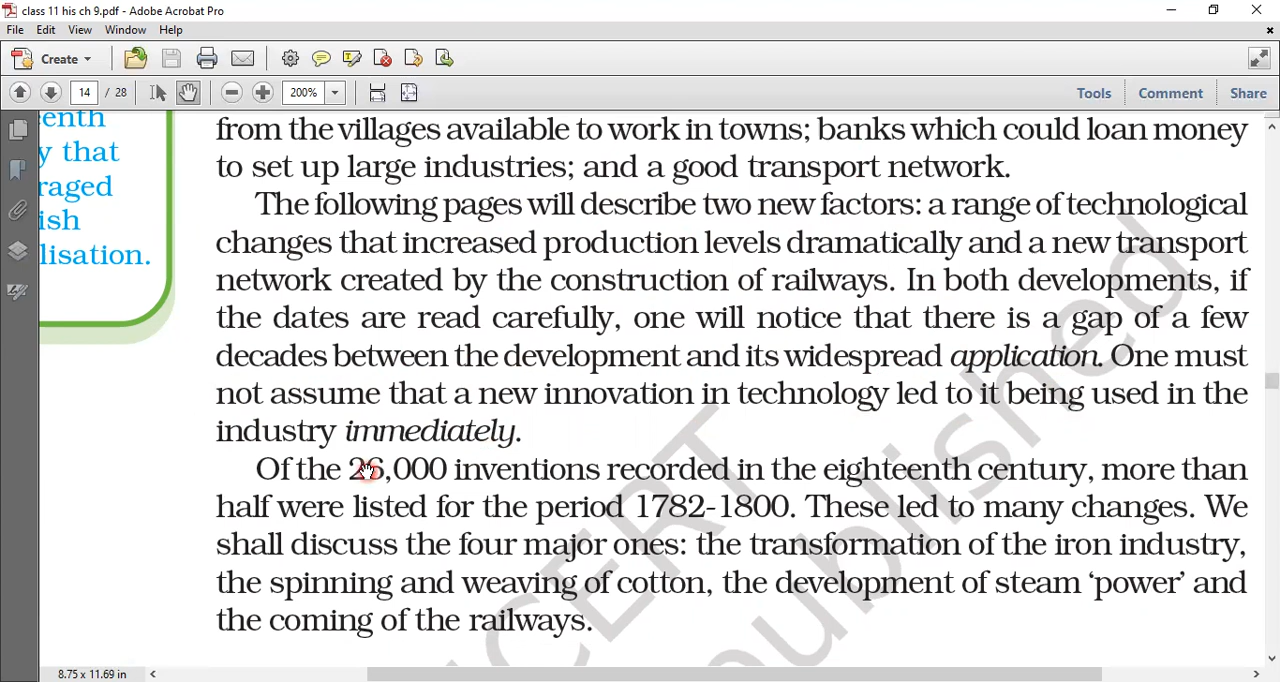 class 11 his ch 9.pdf - Adobe Acrobat Pro
File Edit View Window Help
Create
14 / 28 200% Tools Comment Share
enth
y that
raged
ish
lisation.
from the villages available to work in towns; banks which could loan money
to set up large industries; and a good transport network.
The following pages will describe two new factors: a range of technological
changes that increased production levels dramatically and a new transport
network created by the construction of railways. In both developments, if
the dates are read carefully, one will notice that there is a gap of a few
decades between the development and its widespread application. One must
not assume that a new innovation in technology led to it being used in the
industry immediately.
Of the 26,000 inventions recorded in the eighteenth century, more than
half were listed for the period 1782-1800. These led to many changes. We
shall discuss the four major ones: the transformation of the iron industry,
the spinning and weaving of cotton, the development of steam ‘power’ and
the coming of the railways.
8.75 x 11.69 in